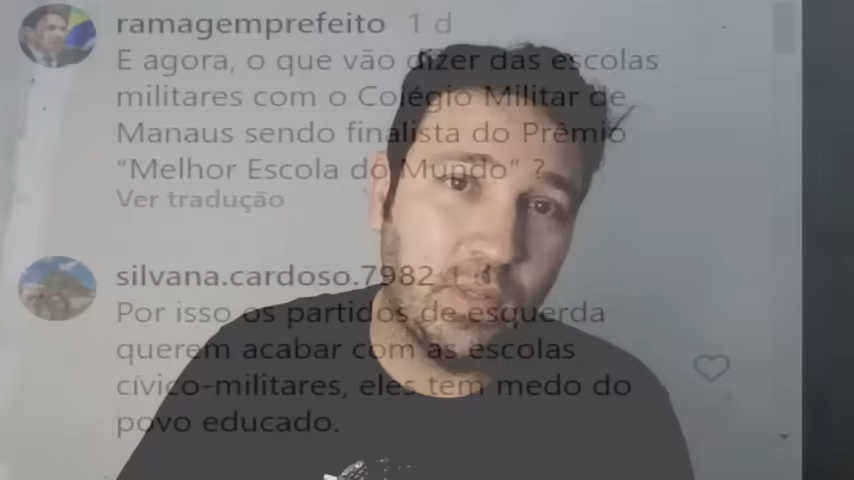 ramagemprefeito 1 d
E agora, o que vão dizer das escolas
militares com o Colégio Militar de
Manaus sendo finalista do Prêmio
“Melhor Escola do Mundo” ?
Ver tradução
silvana.cardoso.7982 1 d
Por isso os partidos de esquerda
querem acabar com as escolas
cívico-militares, eles tem medo do
povo educado.